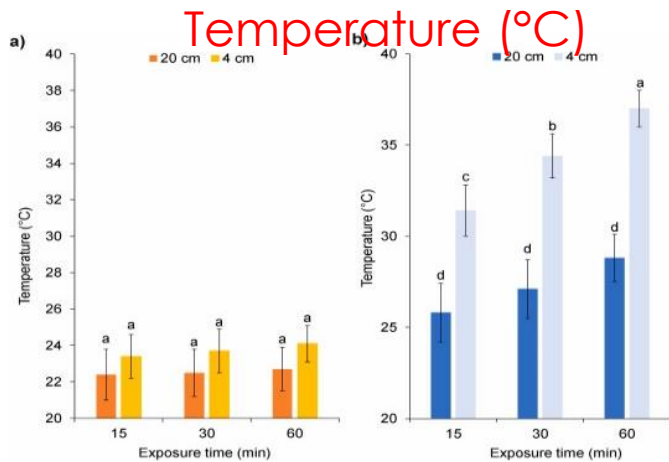 Temperature (°C)
a)
20 cm 4 cm
40
38
36
34
32
30
28
26
24
22
20
Temperature (°C)
a a a a a a
15 30 60
Exposure time (min)
b)
20 cm 4 cm
40
35
30
25
20
Temperature (°C)
d c d b d a
15 30 60
Exposure time (min)